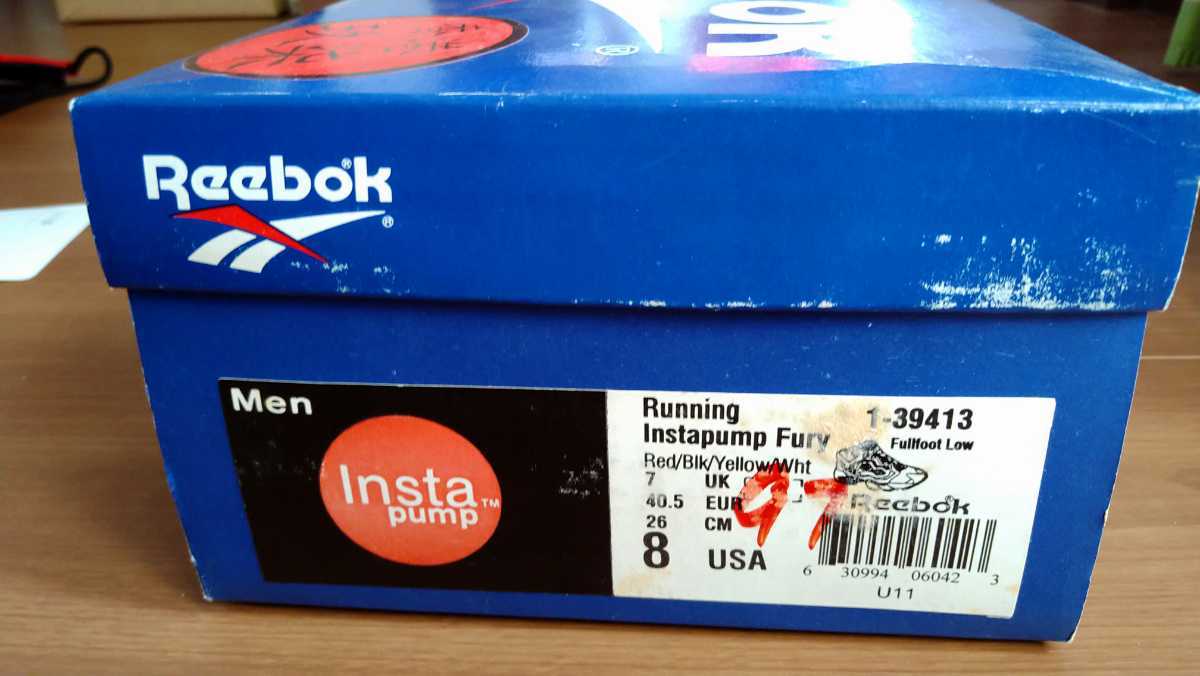 ok
®
Reebok®
®
Men
Insta
pump™
Running 1-39413
Instapump Fury Fullfoot Low
Red/Blk/Yellow/Wht
7 UK
40.5 EUR
26 CM
8 USA
97
Reebok
6 30994 06042 3
U11